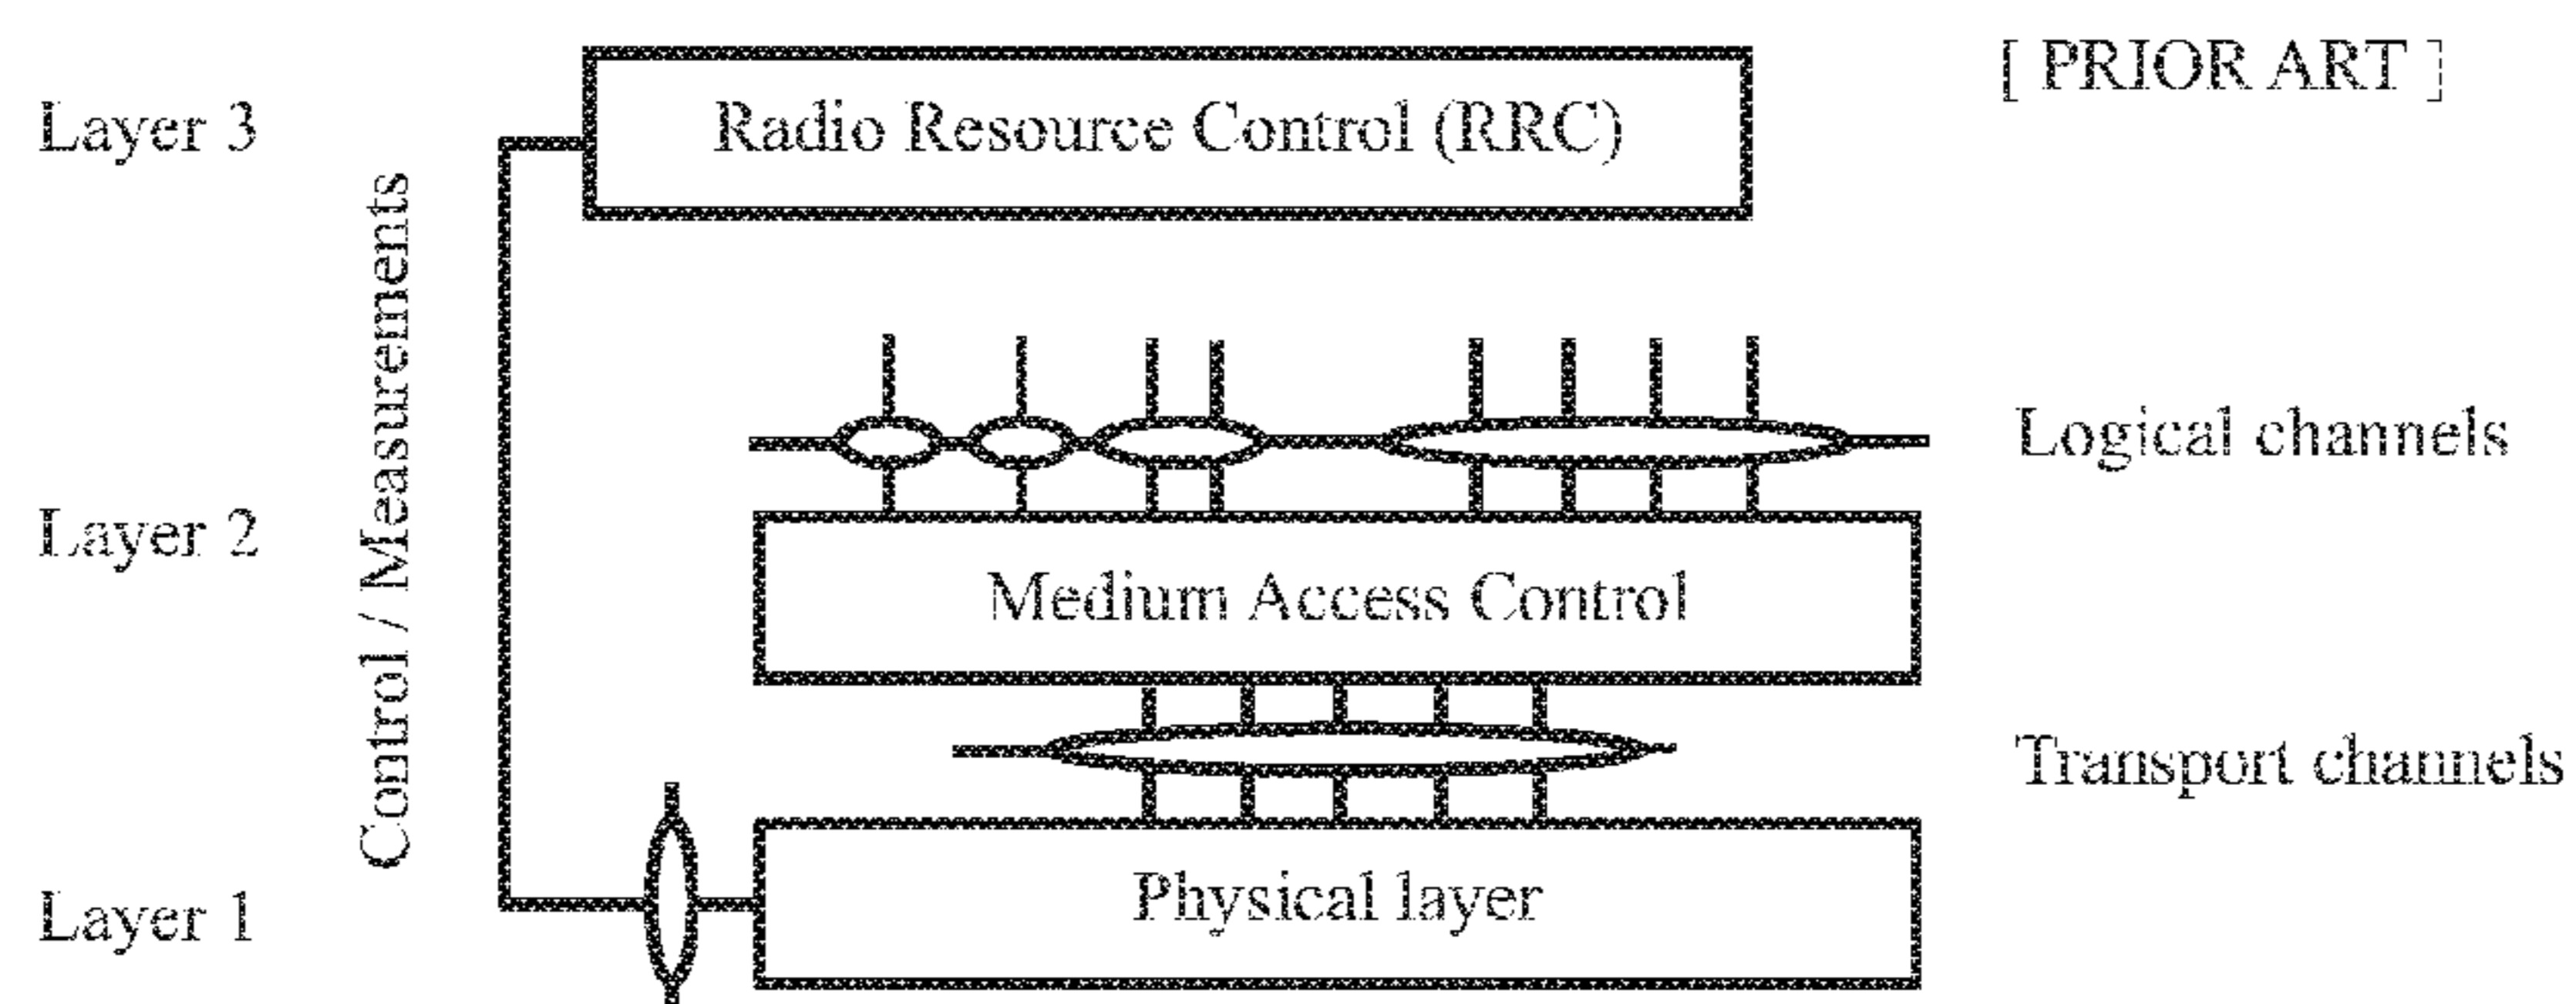 [ PRIOR ART ]
Layer 3
Radio Resource Control (RRC)
Control / Measurements
Logical channels
Layer 2
Medium Access Control
Transport channels
Layer 1
Physical layer